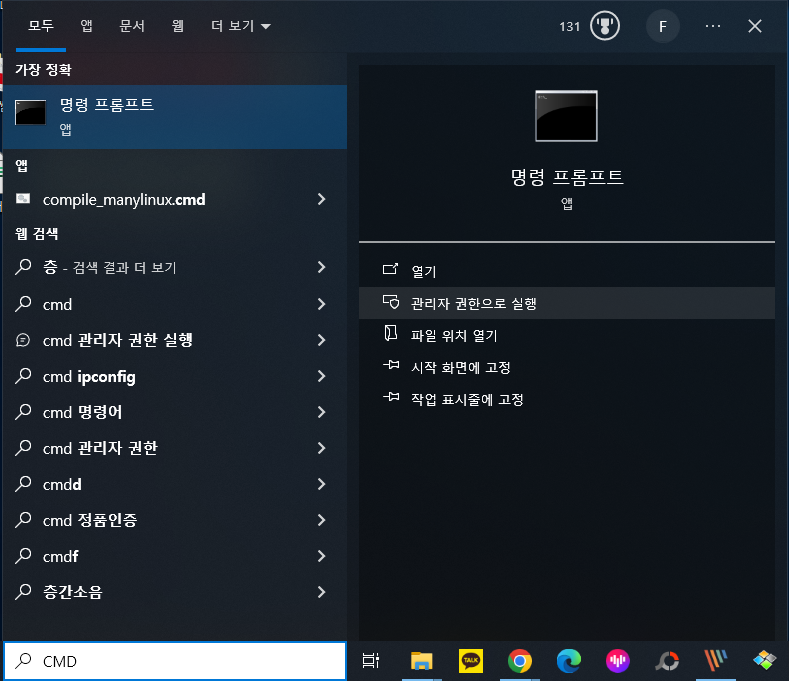 모두
앱
문서
웹
더 보기
131
F
가장 정확
명령 프롬프트
앱
앱
compile_manylinux.cmd
웹 검색
층 - 검색 결과 더 보기
cmd
cmd 관리자 권한 실행
cmd ipconfig
cmd 명령어
cmd 관리자 권한
cmdd
cmd 정품인증
cmdf
층간소음
명령 프롬프트
앱
열기
관리자 권한으로 실행
파일 위치 열기
시작 화면에 고정
작업 표시줄에 고정
CMD
TALK